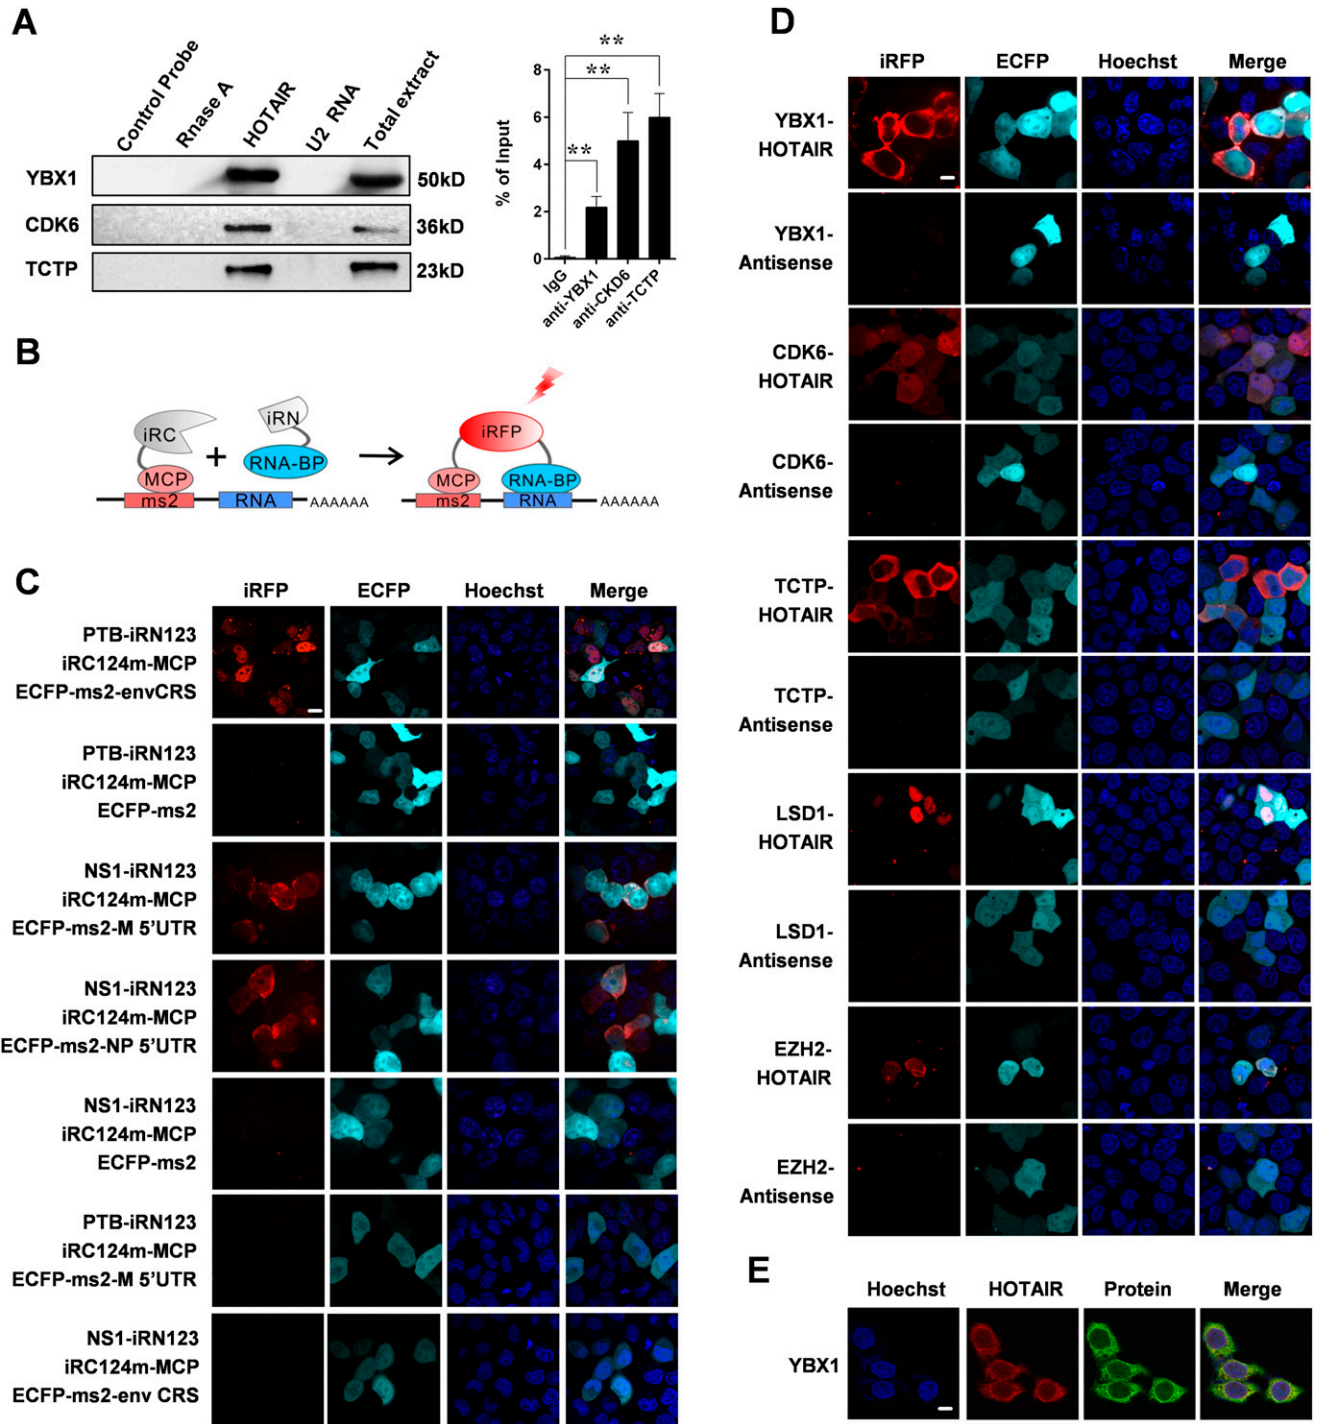 A
Control Probe
Rnase A
HOTAIR
U2 RNA
Total extract
YBX1
50kD
CDK6
36kD
TCTP
23kD
% of Input
8
6
4
2
0
**
**
**
IgG
anti-YBX1
anti-CKD6
anti-TCTP
B
iRC
+
iRN
MCP
RNA-BP
ms2
RNA
AAAAAA
iRFP
MCP
RNA-BP
ms2
RNA
AAAAAA
C
iRFP
ECFP
Hoechst
Merge
PTB-iRN123
iRC124m-MCP
ECFP-ms2-envCRS
PTB-iRN123
iRC124m-MCP
ECFP-ms2
NS1-iRN123
iRC124m-MCP
ECFP-ms2-M 5'UTR
NS1-iRN123
iRC124m-MCP
ECFP-ms2-NP 5'UTR
NS1-iRN123
iRC124m-MCP
ECFP-ms2
PTB-iRN123
iRC124m-MCP
ECFP-ms2-M 5'UTR
NS1-iRN123
iRC124m-MCP
ECFP-ms2-env CRS
D
iRFP
ECFP
Hoechst
Merge
YBX1-
HOTAIR
YBX1-
Antisense
CDK6-
HOTAIR
CDK6-
Antisense
TCTP-
HOTAIR
TCTP-
Antisense
LSD1-
HOTAIR
LSD1-
Antisense
EZH2-
HOTAIR
EZH2-
Antisense
E
Hoechst
HOTAIR
Protein
Merge
YBX1